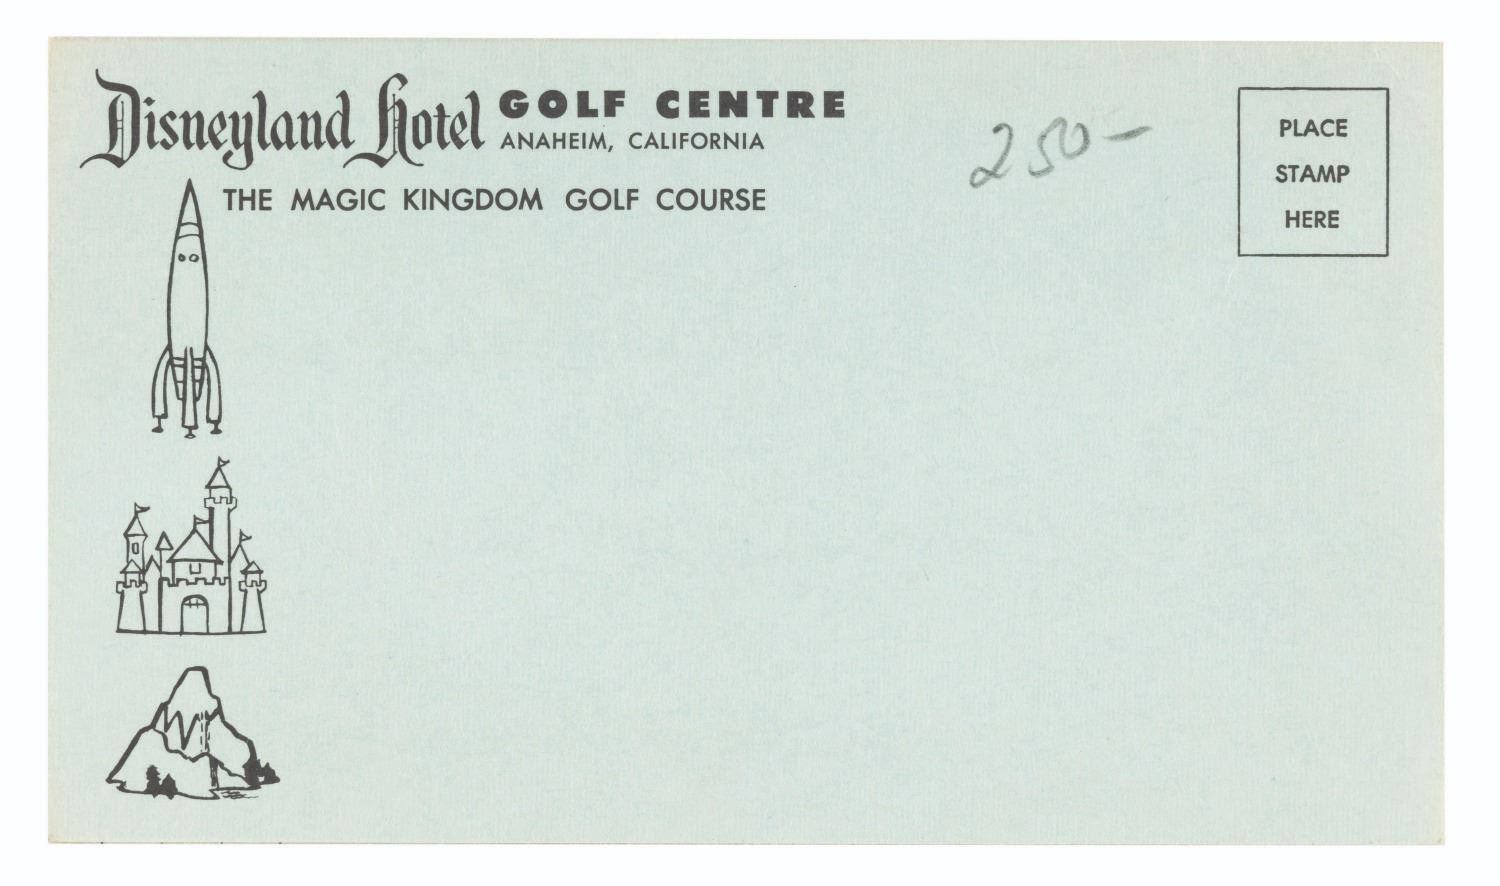 Disneyland Hotel GOLF CENTRE
ANAHEIM, CALIFORNIA
THE MAGIC KINGDOM GOLF COURSE
250-
PLACE
STAMP
HERE